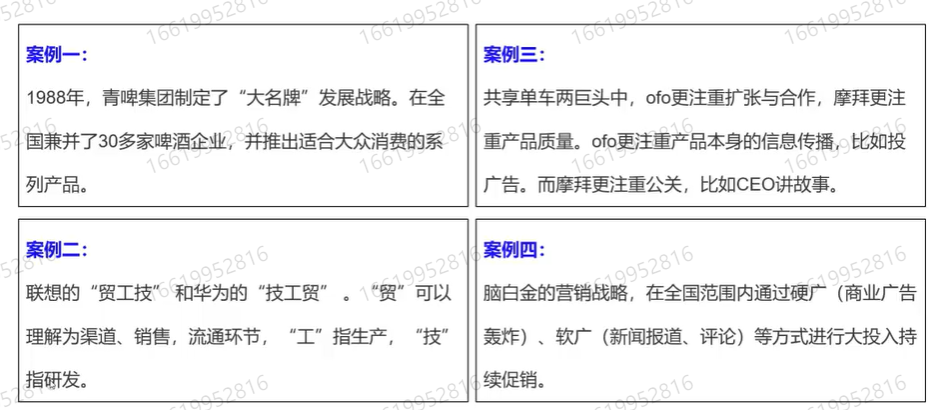 案例一：
1988年，青啤集团制定了“大名牌”发展战略。在全
国兼并了30多家啤酒企业，并推出适合大众消费的系
列产品。
案例二：
联想的“贸工技” 和华为的“技工贸” 。“贸”可以
理解为渠道、销售，流通环节， “工”指生产， “技”
指研发。
案例三：
共享单车两巨头中，ofo更注重扩张与合作，摩拜更注
重产品质量。ofo更注重产品本身的信息传播，比如投
广告。而摩拜更注重公关，比如CEO讲故事。
案例四：
脑白金的营销战略，在全国范围内通过硬广（商业广告
轰炸）、软广（新闻报道、评论）等方式进行大投入持
续促销。
16619952816